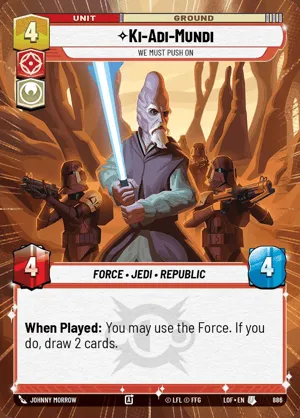 4
UNIT
GROUND
✧Ki-Adi-Mundi
WE MUST PUSH ON
4
4
FORCE • JEDI • REPUBLIC
When Played: You may use the Force. If you
do, draw 2 cards.
JOHNNY MORROW
© LFL © FFG
LOF • EN
886